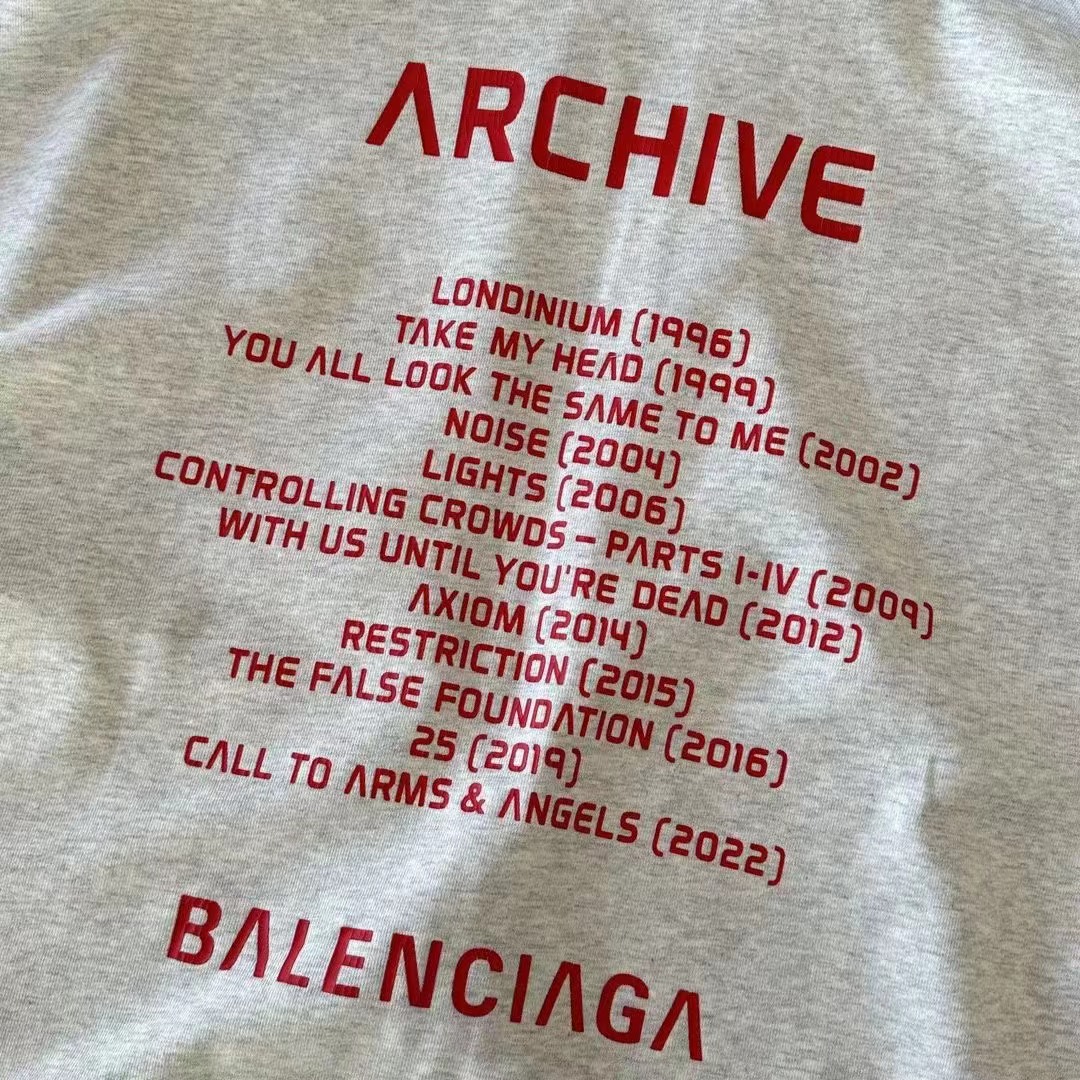 ARCHIVE
LONDINIUM (1996)
TAKE MY HEAD (1999)
YOU ALL LOOK THE SAME TO ME (2002)
NOISE (2004)
LIGHTS (2006)
CONTROLLING CROWDS – PARTS I-IV (2009)
WITH US UNTIL YOU'RE DEAD (2012)
AXIOM (2014)
RESTRICTION (2015)
THE FALSE FOUNDATION (2016)
25 (2019)
CALL TO ARMS & ANGELS (2022)
BALENCIAGA